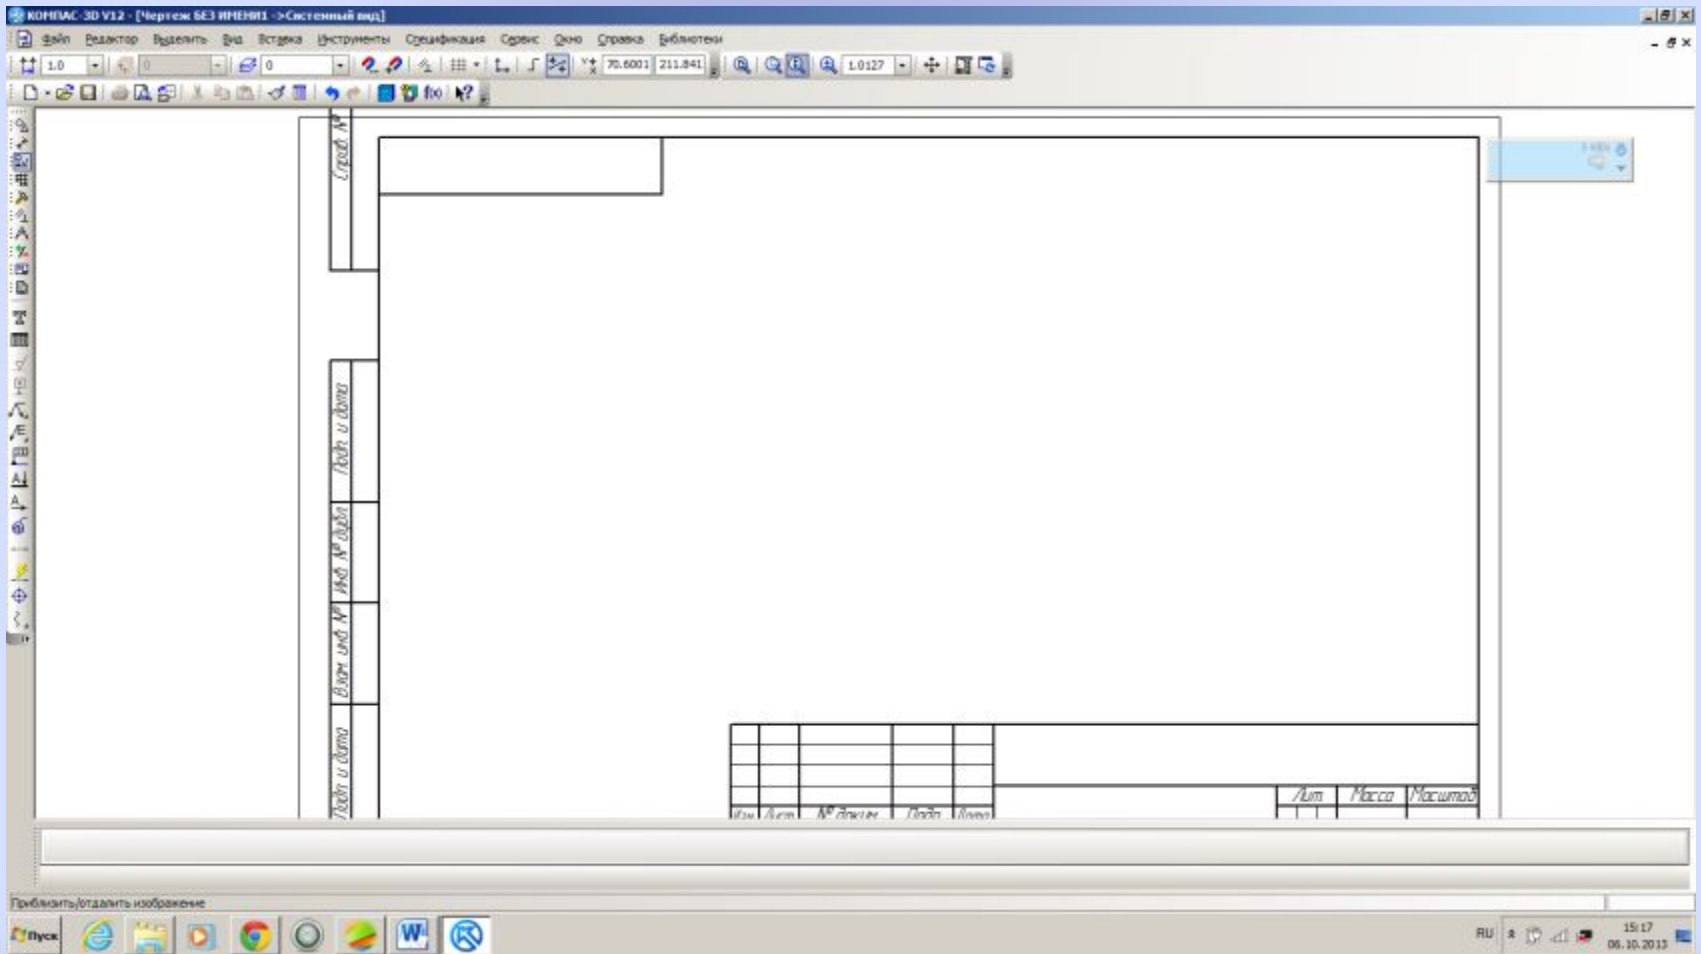 КОМПАС-3D V12 - [Чертеж БЕЗ ИМЕНИ1 ->Системный вид]
Файл Редактор Выделить Вид Вставка Инструменты Спецификация Сервис Окно Справка Библиотеки
1.0 0 0 70.6001 211.841 1.0127
f(x)
Справ. №
Подп. и дата
Инв. № дубл.
Взам. инв. №
Подп. и дата
Лит. Масса Масштаб
Изм. Лист № докум. Подп. Дата
Приблизить/отдалить изображение
Пуск
RU
15:17
06.10.2013